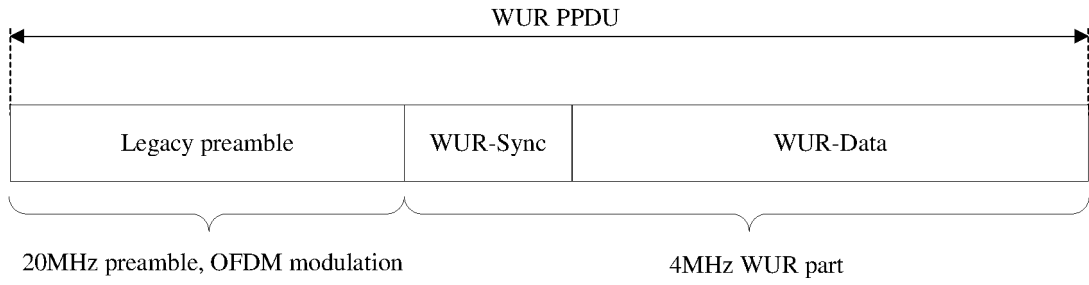 WUR PPDU
Legacy preamble
WUR-Sync
WUR-Data
20MHz preamble, OFDM modulation
4MHz WUR part